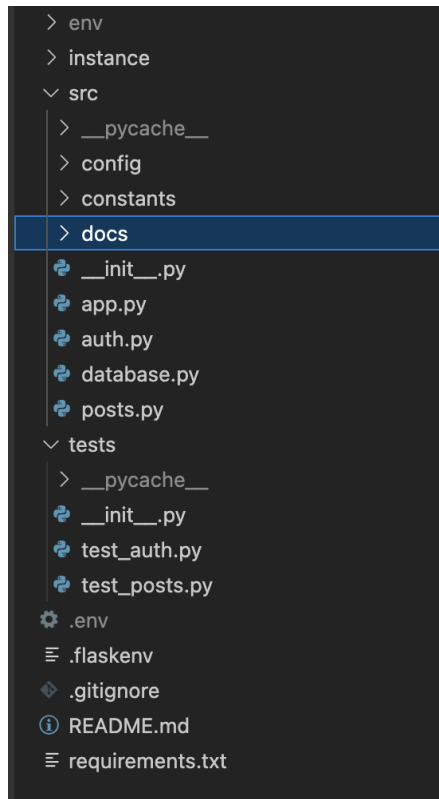 env
instance
src
__pycache__
config
constants
docs
__init__.py
app.py
auth.py
database.py
posts.py
tests
__pycache__
__init__.py
test_auth.py
test_posts.py
.env
.flaskenv
.gitignore
README.md
requirements.txt